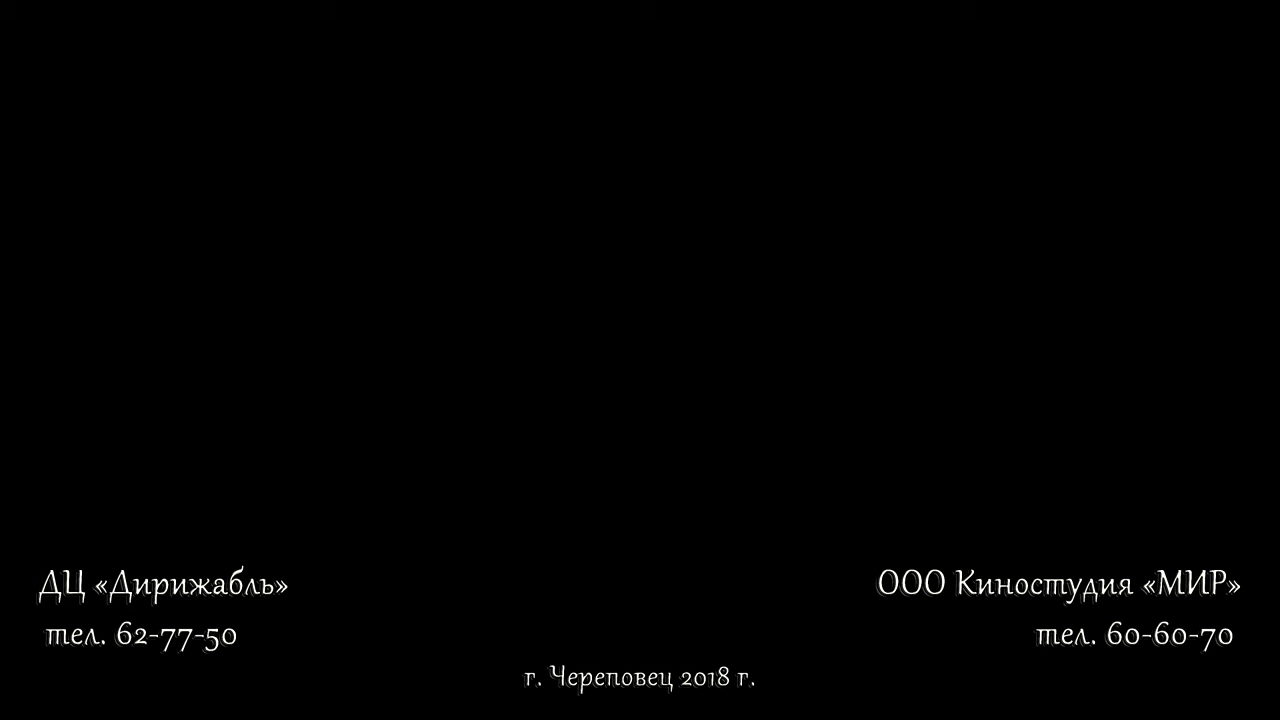 ДЦ «Дирижабль»
тел. 62-77-50
ООО Киностудия «МИР»
тел. 60-60-70
г. Череповец 2018 г.